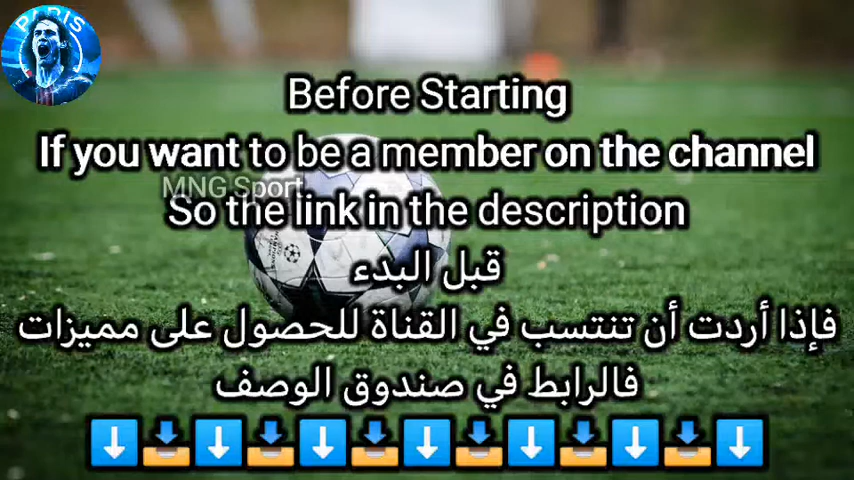 PARIS
Before Starting
If you want to be a member on the channel
MNG Sport
So the link in the description
قبل البدء
فإذا أردت أن تنتسب في القناة للحصول على مميزات
فالرابط في صندوق الوصف
⬇️📥⬇️📥⬇️📥⬇️📥⬇️📥⬇️📥⬇️